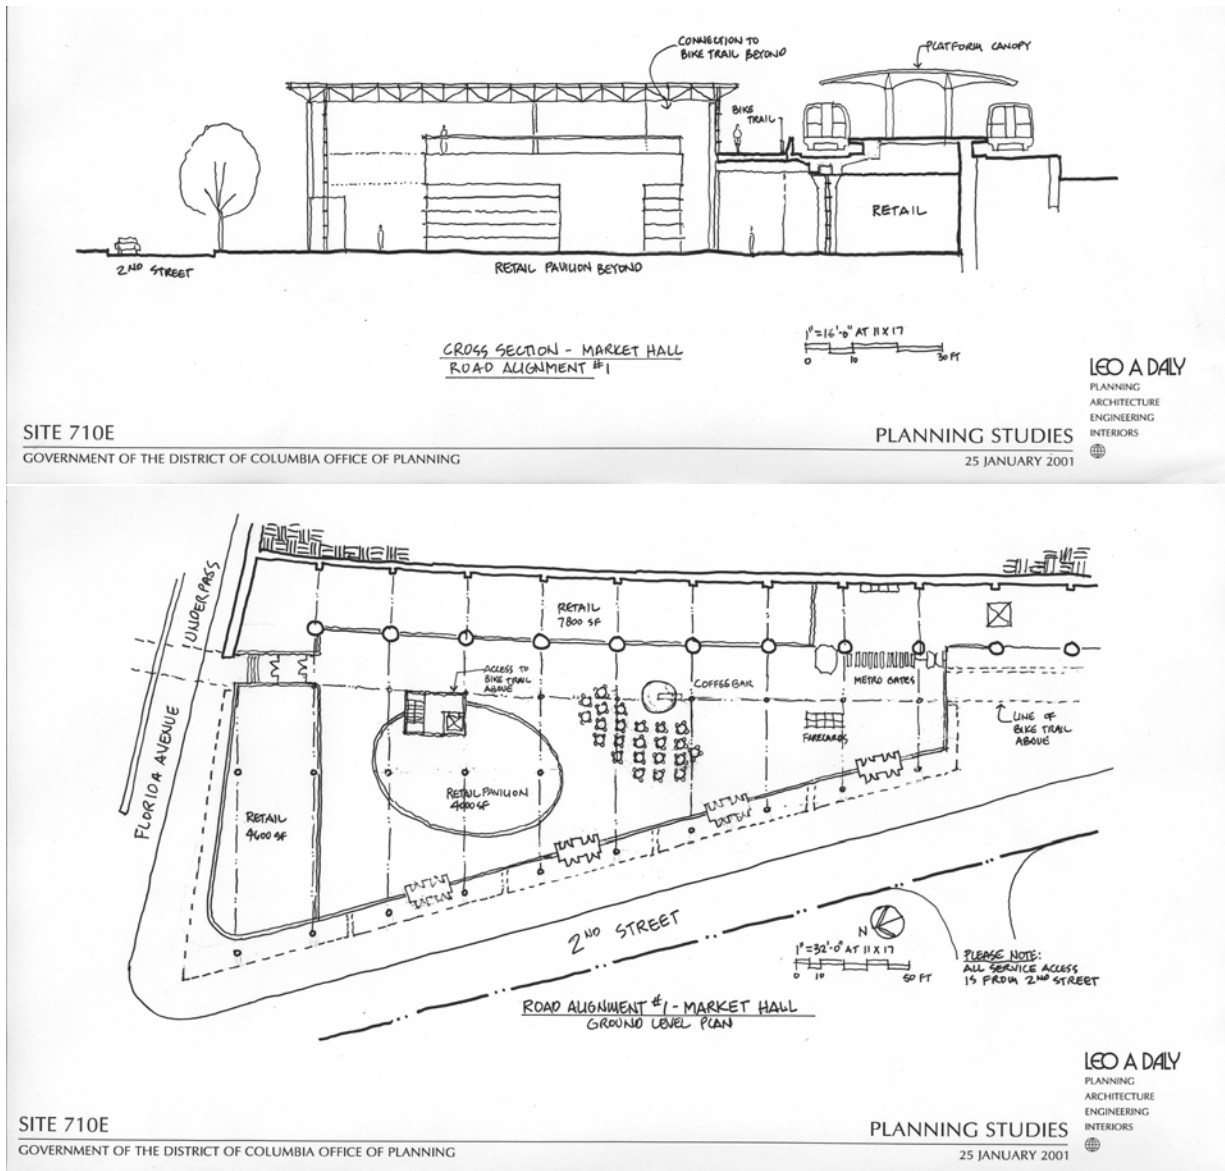 CONNECTION TO
BIKE TRAIL BEYOND
PLATFORM CANOPY
BIKE
TRAIL
RETAIL
2ND STREET
RETAIL PAVILION BEYOND
1"=16'-0" AT 11 X 17
0 10 30 FT
CROSS SECTION - MARKET HALL
ROAD ALIGNMENT #1
LEO A DALY
PLANNING
ARCHITECTURE
ENGINEERING
INTERIORS
SITE 710E
PLANNING STUDIES
GOVERNMENT OF THE DISTRICT OF COLUMBIA OFFICE OF PLANNING
25 JANUARY 2001
UNDERPASS
FLORIDA AVENUE
RETAIL
7800 SF
ACCESS TO
BIKE TRAIL
ABOVE
COFFEE BAR
METRO GATES
FARECARDS
LINE OF
BIKE TRAIL
ABOVE
RETAIL PAVILION
4000 SF
RETAIL
4600 SF
2ND STREET
N
1"=32'-0" AT 11 X 17
0 10 50 FT
PLEASE NOTE:
ALL SERVICE ACCESS
IS FROM 2ND STREET
ROAD ALIGNMENT #1 - MARKET HALL
GROUND LEVEL PLAN
LEO A DALY
PLANNING
ARCHITECTURE
ENGINEERING
INTERIORS
SITE 710E
PLANNING STUDIES
GOVERNMENT OF THE DISTRICT OF COLUMBIA OFFICE OF PLANNING
25 JANUARY 2001